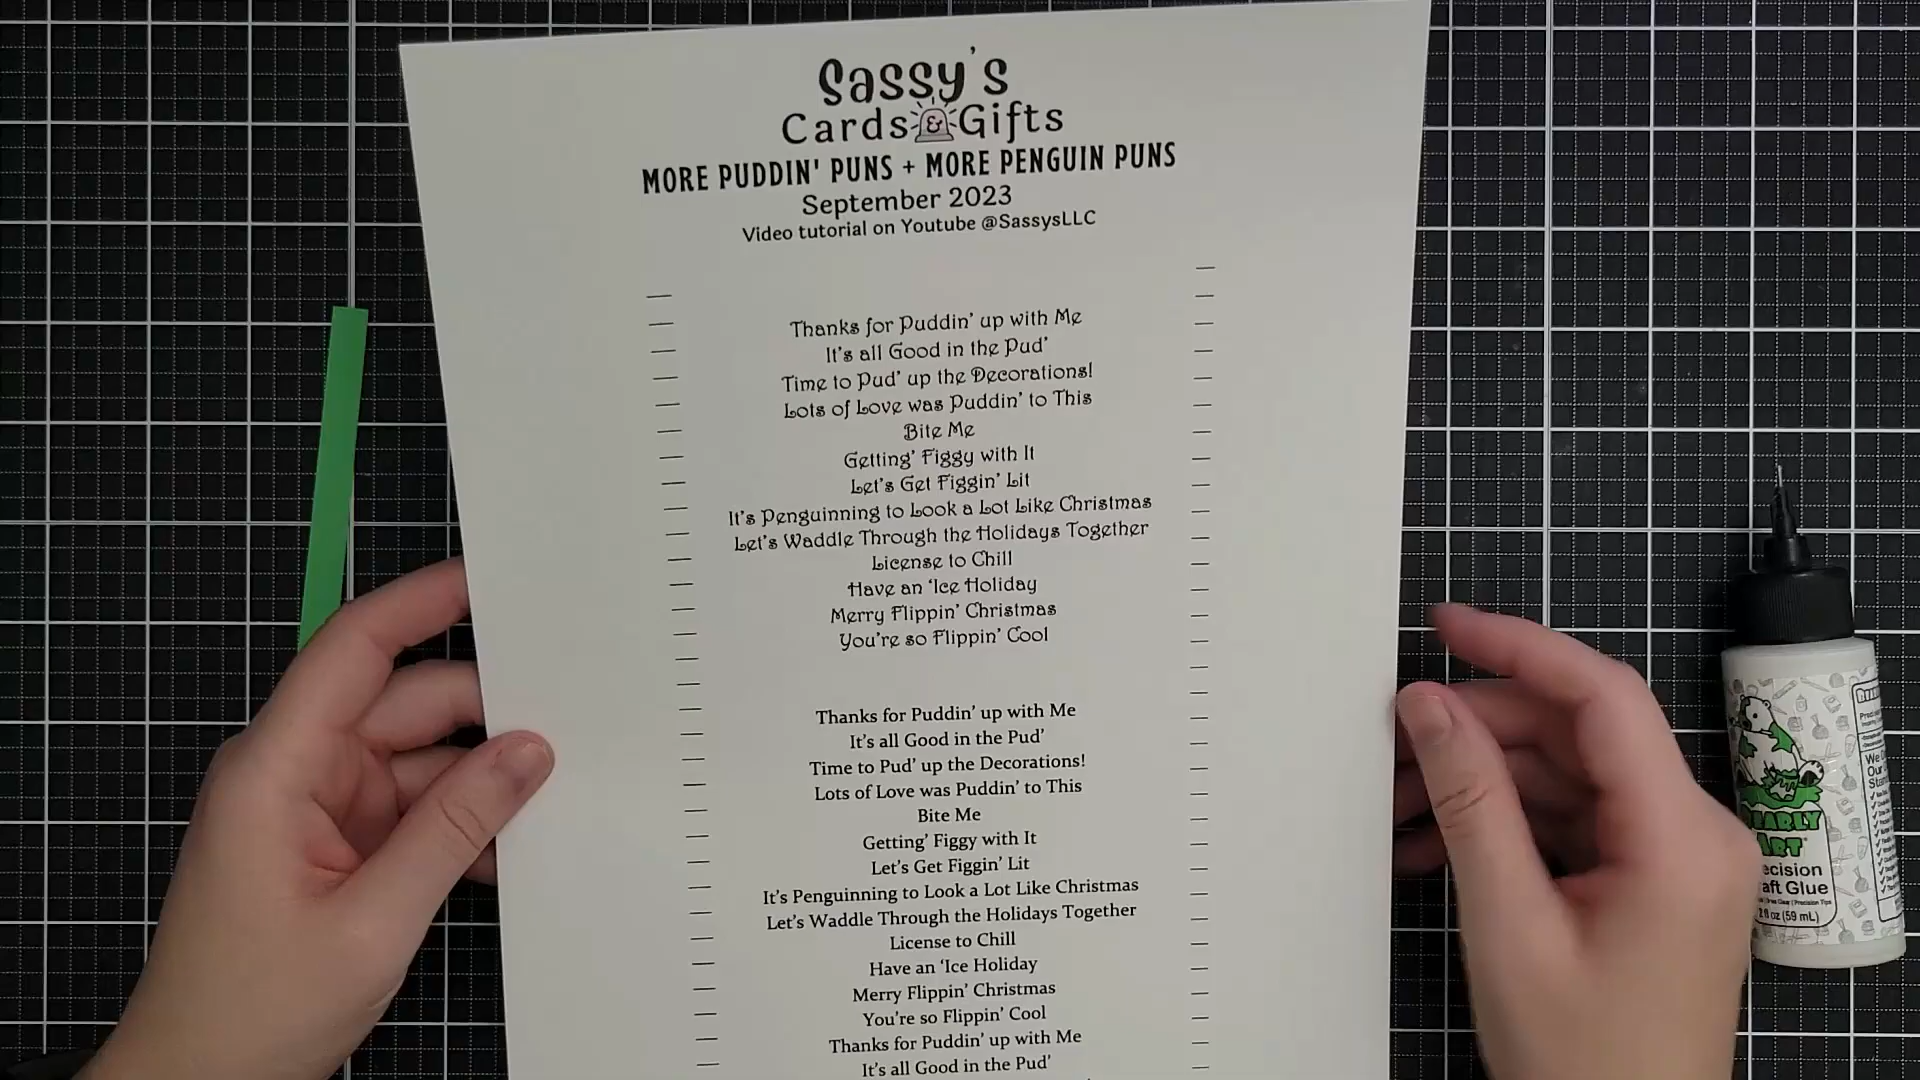 Sassy's
Cards & Gifts
MORE PUDDIN' PUNS + MORE PENGUIN PUNS
September 2023
Video tutorial on Youtube @SassysLLC
Thanks for Puddin' up with Me
It's all Good in the Pud'
Time to Pud' up the Decorations!
Lots of Love was Puddin' to This
Bite Me
Getting' Figgy with It
Let's Get Figgin' Lit
It's Penguinning to Look a Lot Like Christmas
Let's Waddle Through the Holidays Together
License to Chill
Have an 'Ice Holiday
Merry Flippin' Christmas
You're so Flippin' Cool
Thanks for Puddin' up with Me
It's all Good in the Pud'
Time to Pud' up the Decorations!
Lots of Love was Puddin' to This
Bite Me
Getting' Figgy with It
Let's Get Figgin' Lit
It's Penguinning to Look a Lot Like Christmas
Let's Waddle Through the Holidays Together
License to Chill
Have an 'Ice Holiday
Merry Flippin' Christmas
You're so Flippin' Cool
Thanks for Puddin' up with Me
It's all Good in the Pud'
Art
Glue
fl oz (59 mL)
We
Our